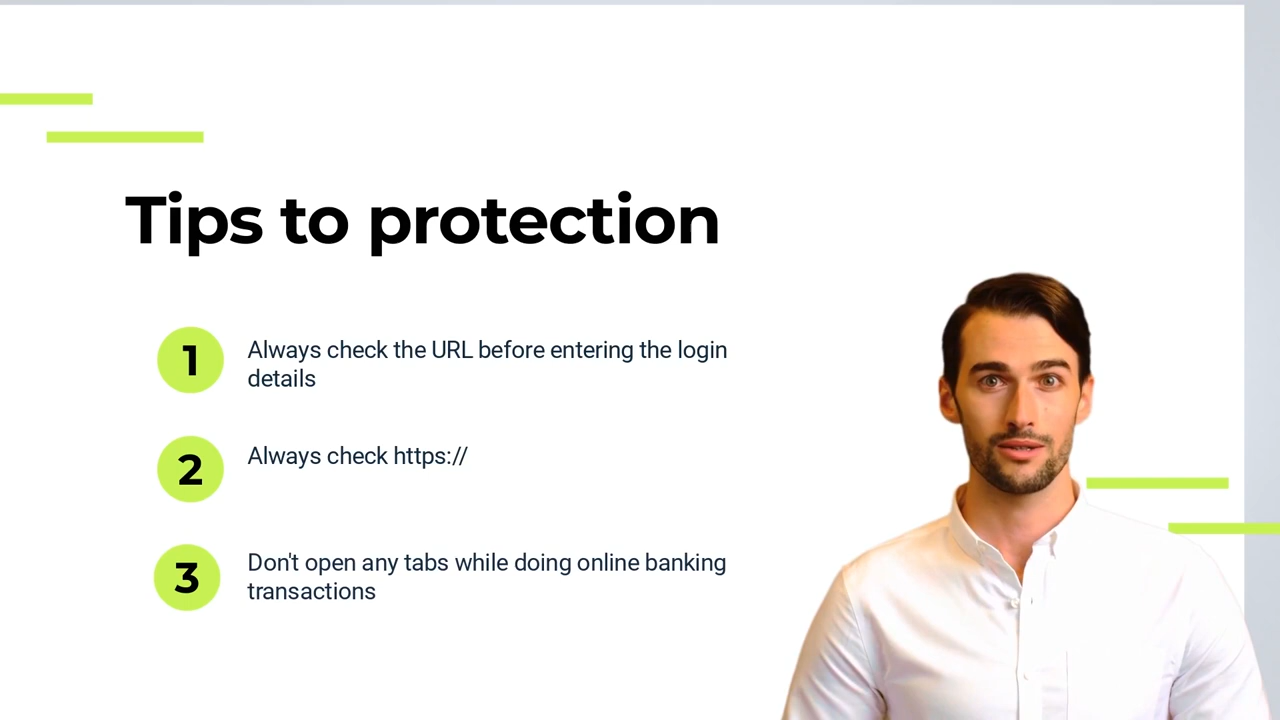 Tips to protection
1
Always check the URL before entering the login
details
2
Always check https://
3
Don't open any tabs while doing online banking
transactions